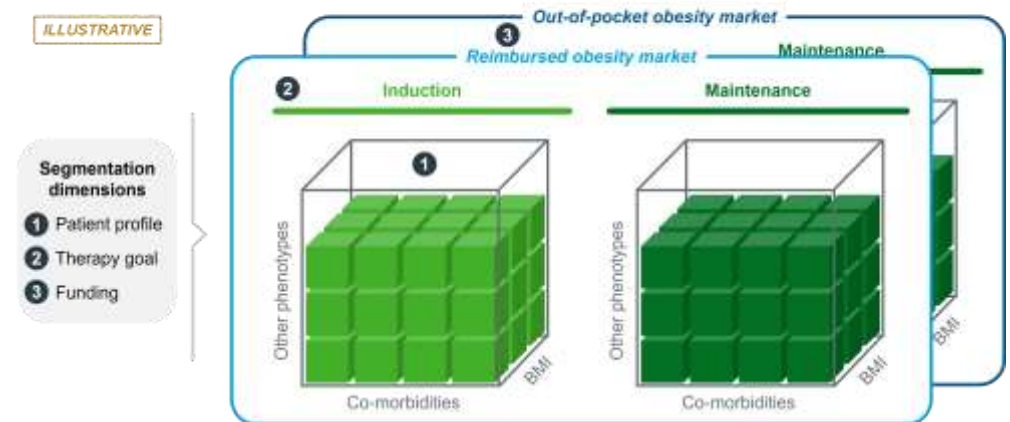 ILLUSTRATIVE
Out-of-pocket obesity market
3
Reimbursed obesity market
Maintenance
2
Induction
Maintenance
Segmentation
dimensions
1 Patient profile
2 Therapy goal
3 Funding
1
Other phenotypes
Co-morbidities
BMI
Other phenotypes
Co-morbidities
BMI
BMI